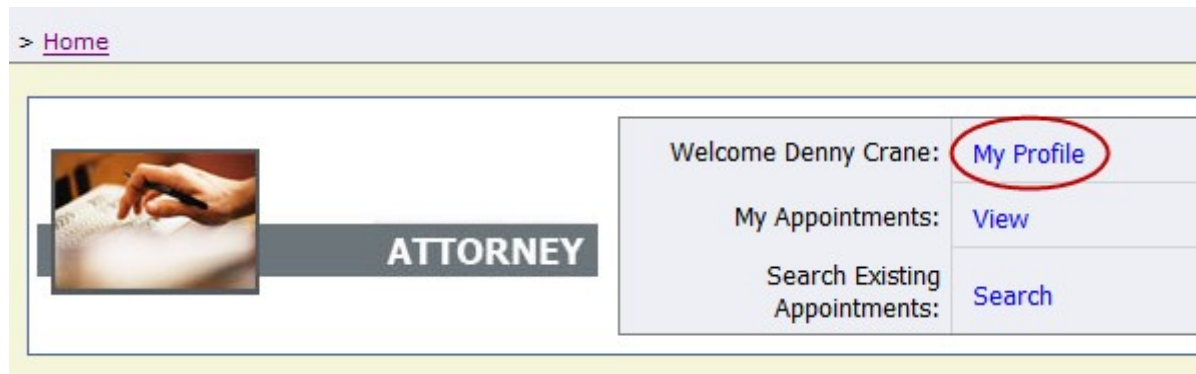 > Home
ATTORNEY
Welcome Denny Crane: My Profile
My Appointments: View
Search Existing
Appointments: Search